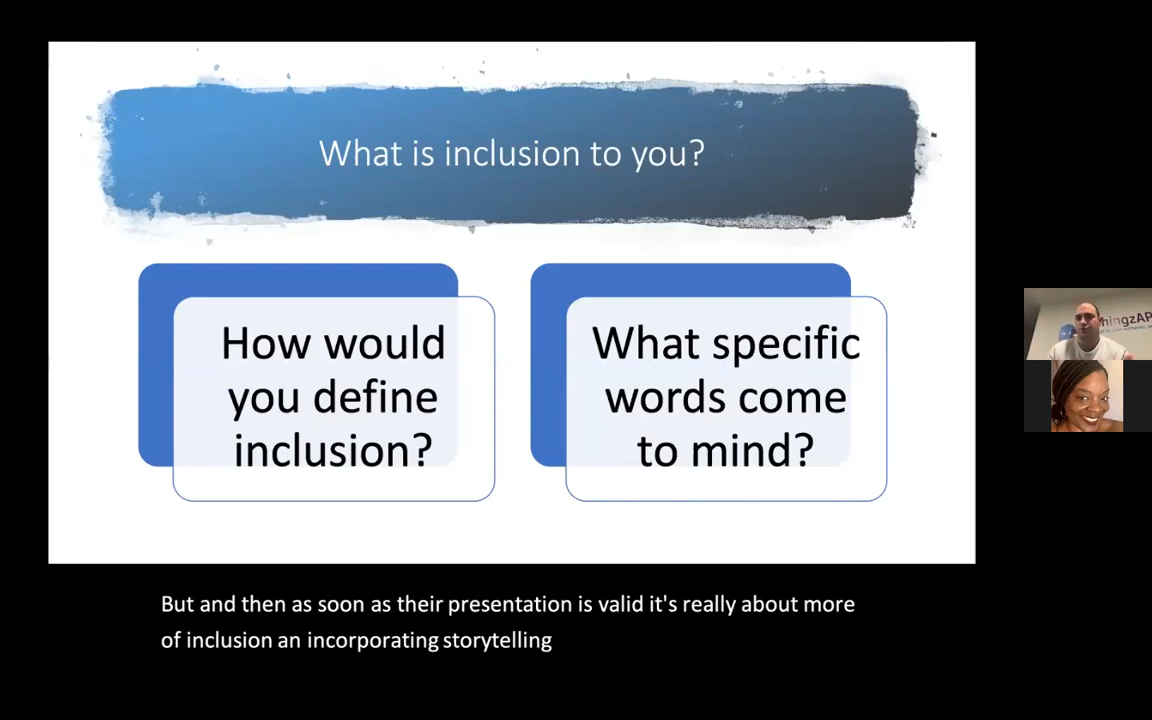 What is inclusion to you?
How would
you define
inclusion?
What specific
words come
to mind?
hingzAP
But and then as soon as their presentation is valid it's really about more
of inclusion an incorporating storytelling